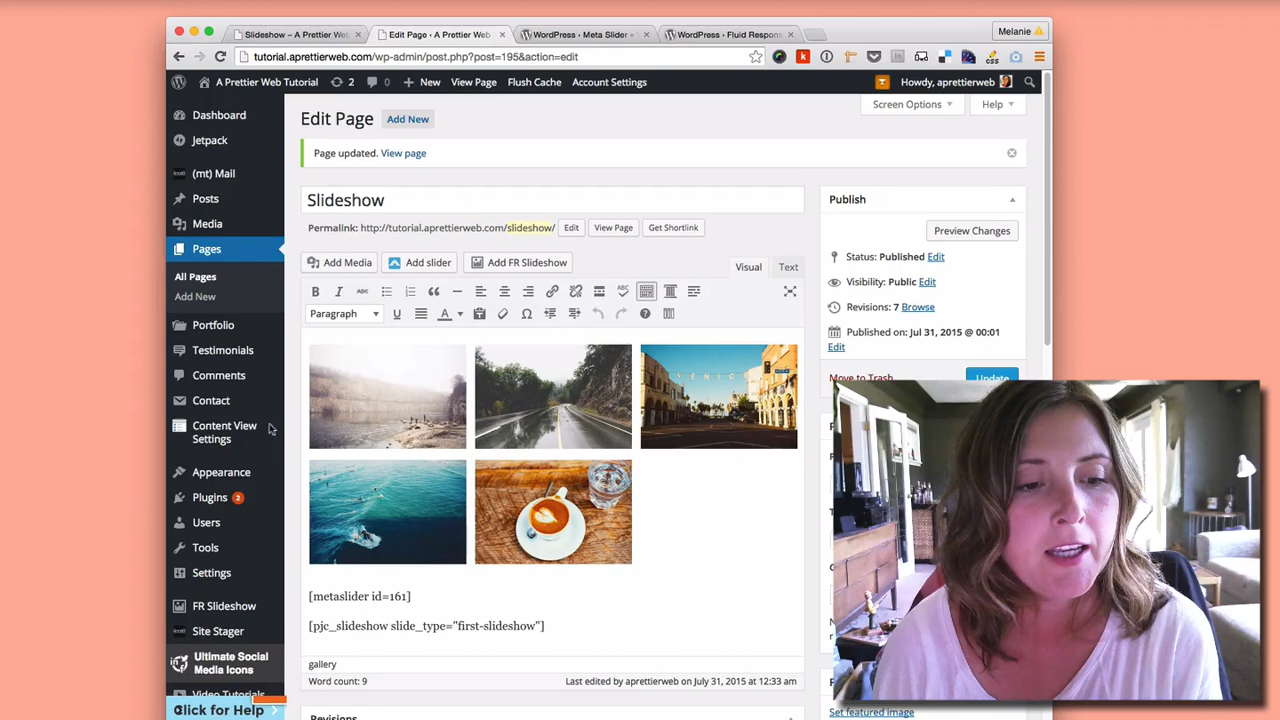 Slideshow – A Prettier Web
Edit Page ‹ A Prettier Web
WordPress › Meta Slider «
WordPress › Fluid Respons
Melanie
tutorial.aprettierweb.com/wp-admin/post.php?post=195&action=edit
A Prettier Web Tutorial
2
0
New
View Page
Flush Cache
Account Settings
Howdy, aprettierweb
Dashboard
Jetpack
(mt) Mail
Posts
Media
Pages
All Pages
Add New
Portfolio
Testimonials
Comments
Contact
Content View
Settings
Appearance
Plugins 2
Users
Tools
Settings
FR Slideshow
Site Stager
Ultimate Social
Media Icons
Video Tutorials
Click for Help
Screen Options
Help
Edit Page
Add New
Page updated. View page
Slideshow
Permalink: http://tutorial.aprettierweb.com/slideshow/
Edit
View Page
Get Shortlink
Add Media
Add slider
Add FR Slideshow
Visual
Text
Paragraph
VENICE
[metaslider id=161]
[pjc_slideshow slide_type="first-slideshow"]
gallery
Word count: 9
Last edited by aprettierweb on July 31, 2015 at 12:33 am
Revisions
Publish
Preview Changes
Status: Published Edit
Visibility: Public Edit
Revisions: 7 Browse
Published on: Jul 31, 2015 @ 00:01
Edit
Move to Trash
Update
Set featured image